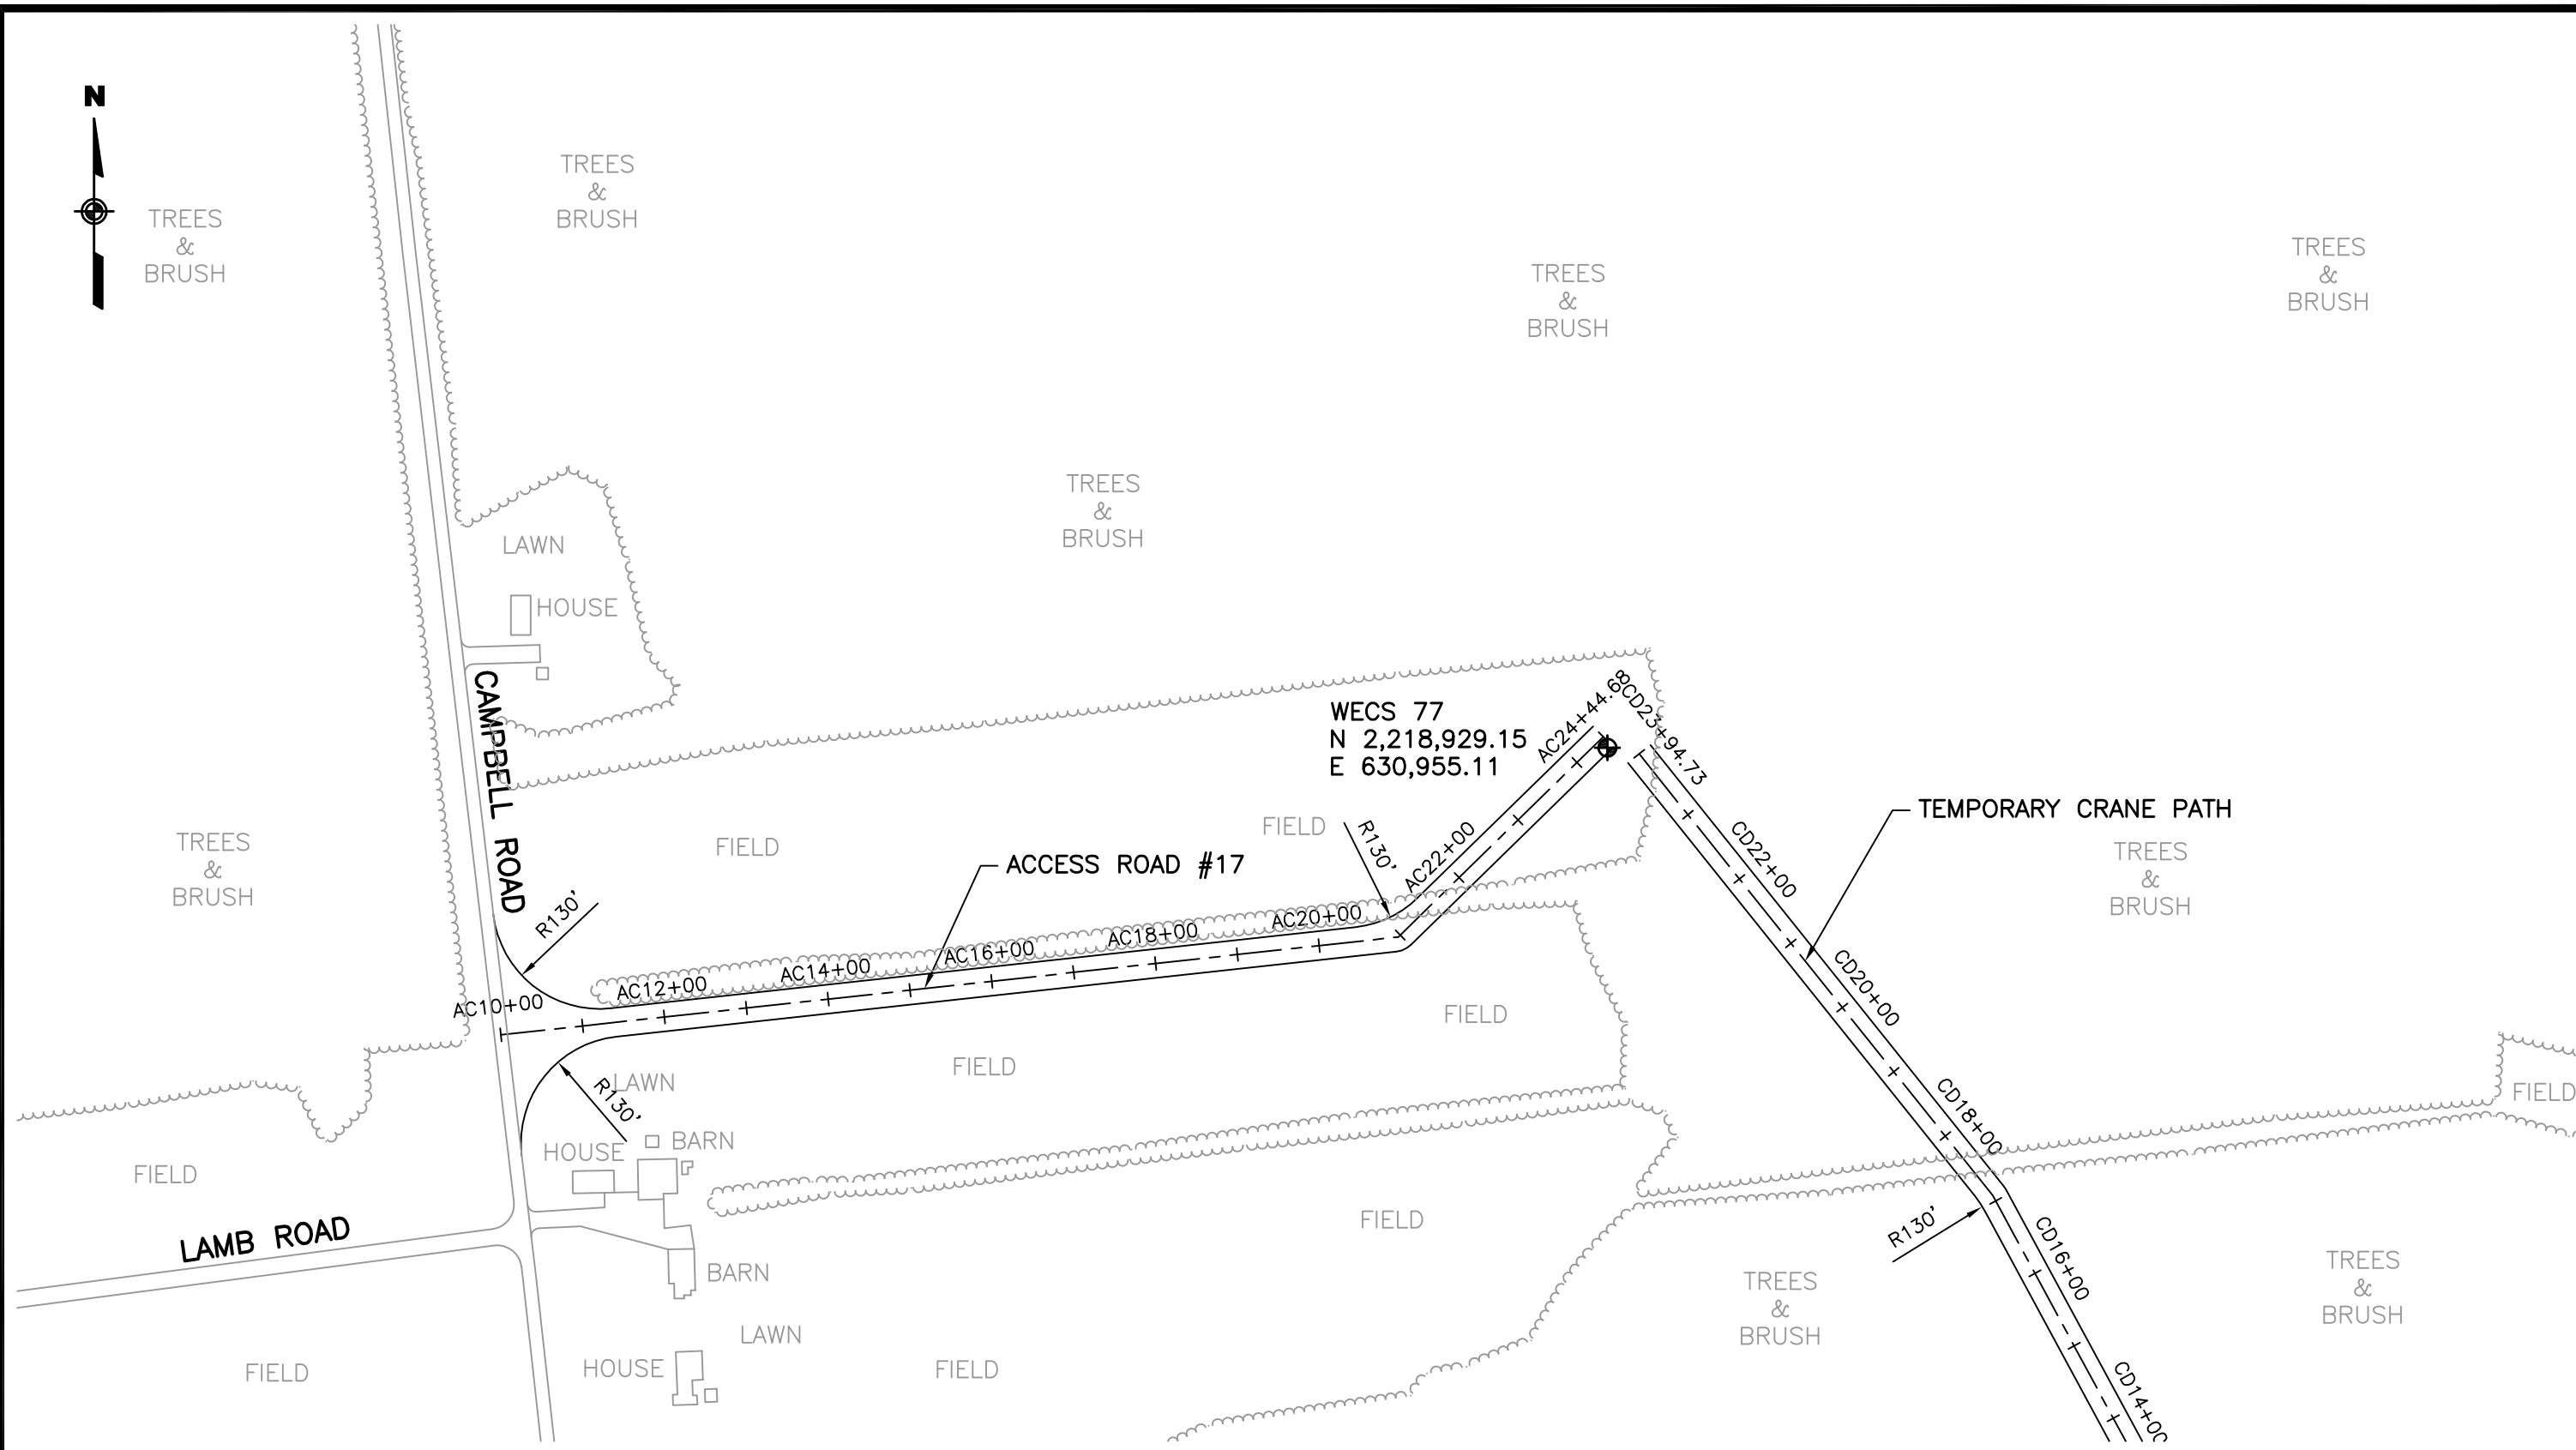 N
TREES
&
BRUSH
TREES
&
BRUSH
TREES
&
BRUSH
TREES
&
BRUSH
TREES
&
BRUSH
LAWN
HOUSE
CAMPBELL ROAD
WECS 77
N 2,218,929.15
E 630,955.11
AC24+44.68
CD23+94.73
TEMPORARY CRANE PATH
TREES
&
BRUSH
TREES
&
BRUSH
FIELD
FIELD
ACCESS ROAD #17
R130'
R130'
AC10+00
AC12+00
AC14+00
AC16+00
AC18+00
AC20+00
AC22+00
CD22+00
CD20+00
CD18+00
CD16+00
CD14+00
FIELD
FIELD
FIELD
LAWN
R130'
HOUSE
BARN
FIELD
LAMB ROAD
FIELD
R130'
BARN
TREES
&
BRUSH
TREES
&
BRUSH
LAWN
HOUSE
FIELD
FIELD